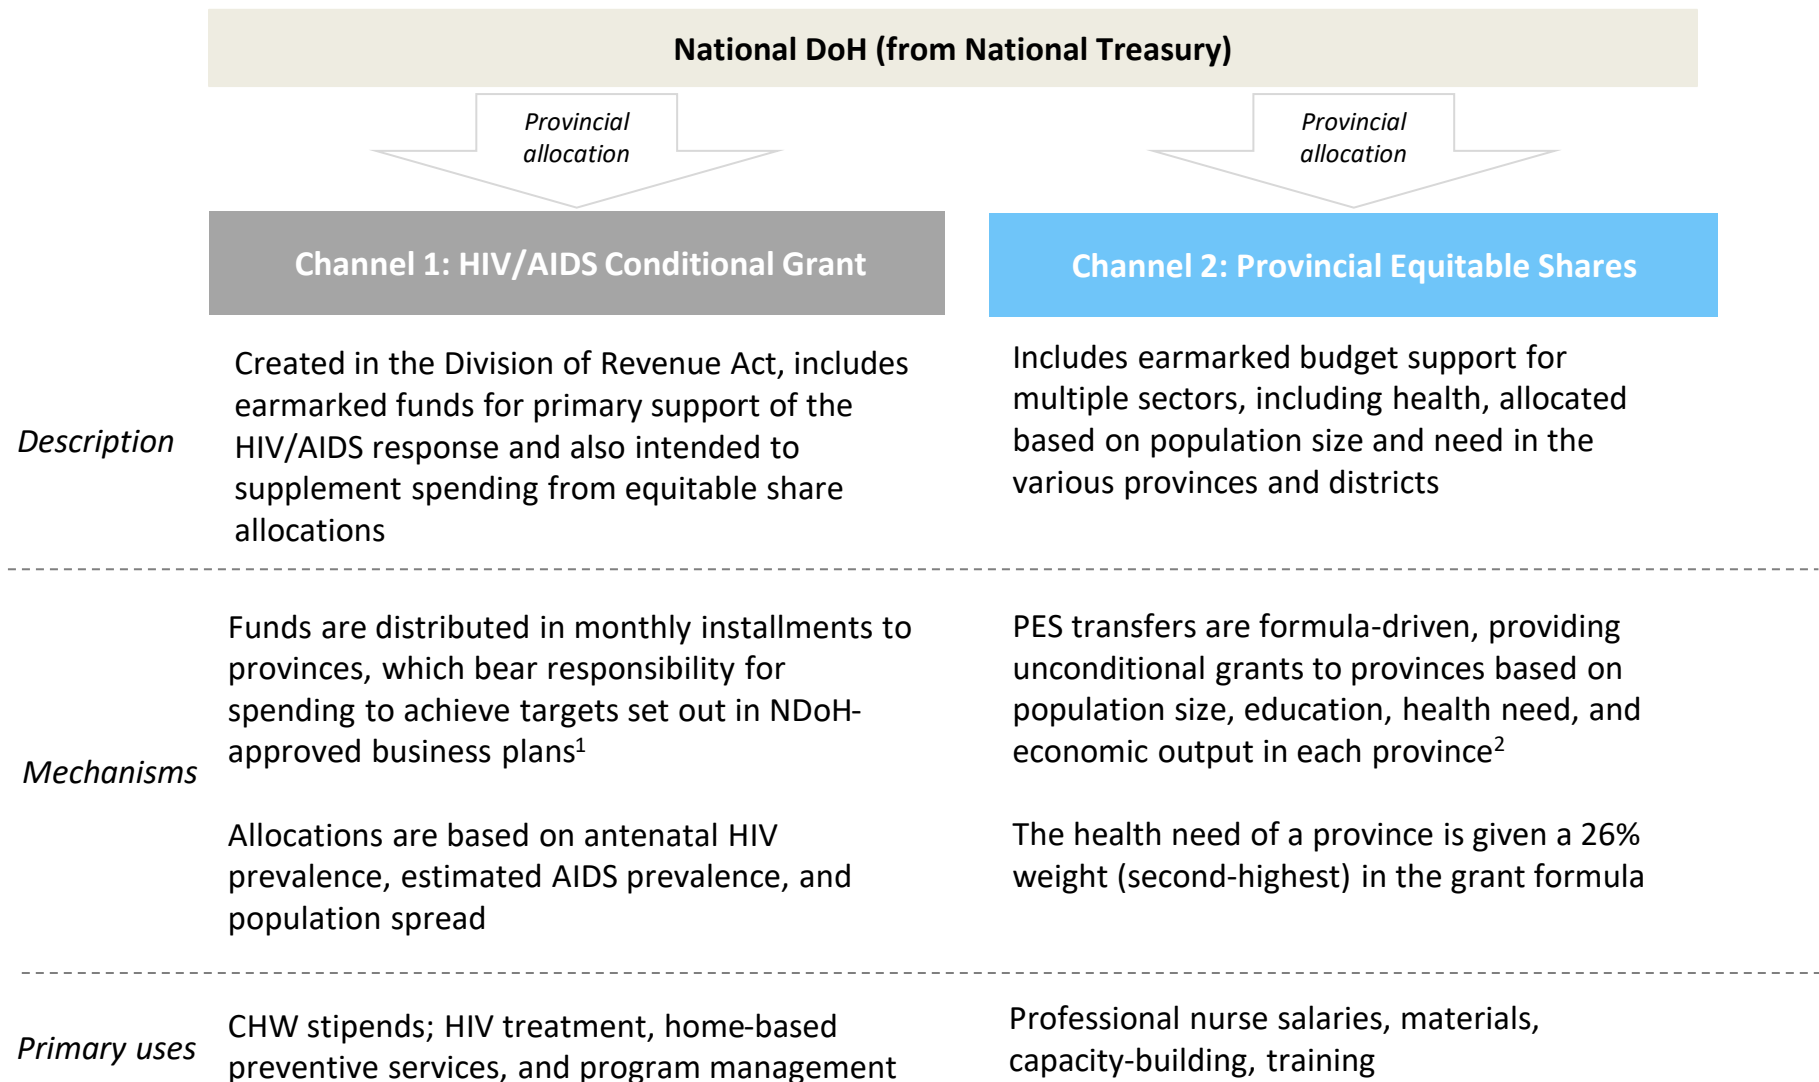 National DoH (from National Treasury)
Provincial
allocation
Provincial
allocation
Channel 1: HIV/AIDS Conditional Grant
Channel 2: Provincial Equitable Shares
Description
Created in the Division of Revenue Act, includes
earmarked funds for primary support of the
HIV/AIDS response and also intended to
supplement spending from equitable share
allocations
Includes earmarked budget support for
multiple sectors, including health, allocated
based on population size and need in the
various provinces and districts
Mechanisms
Funds are distributed in monthly installments to
provinces, which bear responsibility for
spending to achieve targets set out in NDoH-
approved business plans¹
Allocations are based on antenatal HIV
prevalence, estimated AIDS prevalence, and
population spread
PES transfers are formula-driven, providing
unconditional grants to provinces based on
population size, education, health need, and
economic output in each province²
The health need of a province is given a 26%
weight (second-highest) in the grant formula
Primary uses
CHW stipends; HIV treatment, home-based
preventive services, and program management
Professional nurse salaries, materials,
capacity-building, training